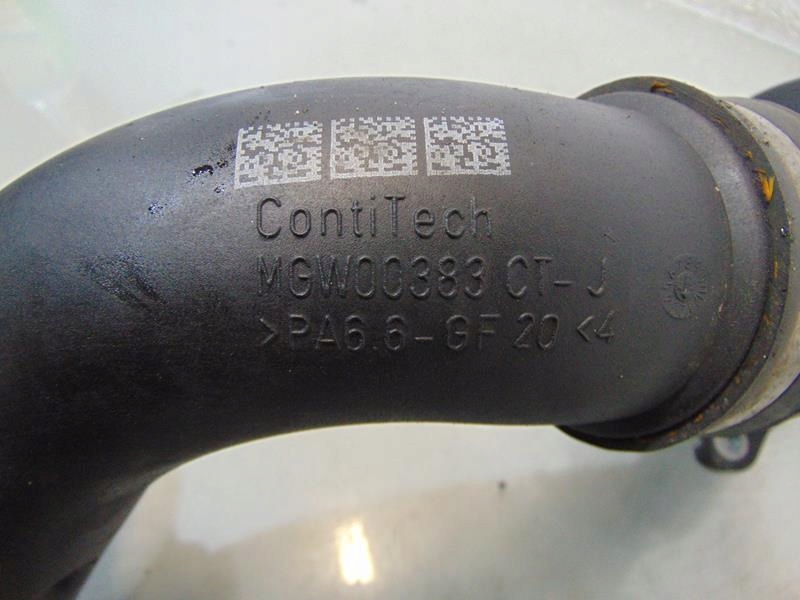 ContiTech
MGW00383 CT-J
>PA6.6-GF 20 <4